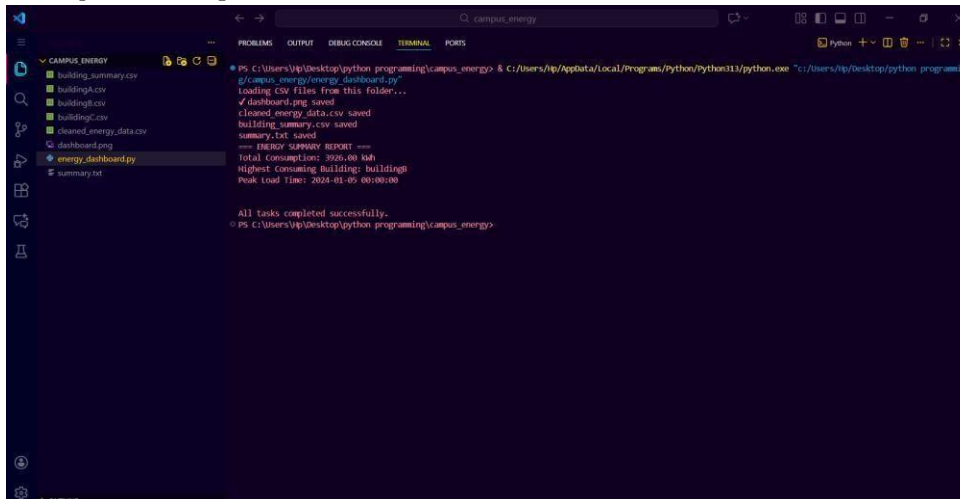 campus_energy
PROBLEMS OUTPUT DEBUG CONSOLE TERMINAL PORTS
Python
CAMPUS_ENERGY
building_summary.csv
buildingA.csv
buildingB.csv
builidingC.csv
cleaned_energy_data.csv
dashboard.png
energy_dashboard.py
summary.txt
PS C:\Users\Hp\Desktop\python programming\campus_energy> & C:/Users/Hp/AppData/Local/Programs/Python/Python313/python.exe "c:/Users/Hp/Desktop/python programmi
g/campus_energy/energy_dashboard.py"
Loading CSV files from this folder...
✓ dashboard.png saved
cleaned_energy_data.csv saved
building_summary.csv saved
summary.txt saved
=== ENERGY SUMMARY REPORT ===
Total Consumption: 3926.00 kWh
Highest Consuming Building: buildingB
Peak Load Time: 2024-01-05 00:00:00
All tasks completed successfully.
PS C:\Users\Hp\Desktop\python programming\campus_energy>